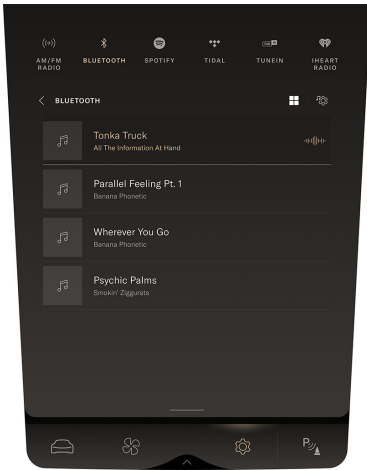 AM/FM
RADIO
BLUETOOTH
SPOTIFY
TIDAL
TUNEIN
IHEART
RADIO
BLUETOOTH
Tonka Truck
All The Information At Hand
Parallel Feeling Pt. 1
Banana Phonetic
Wherever You Go
Banana Phonetic
Psychic Palms
Smokin' Ziggurats
P